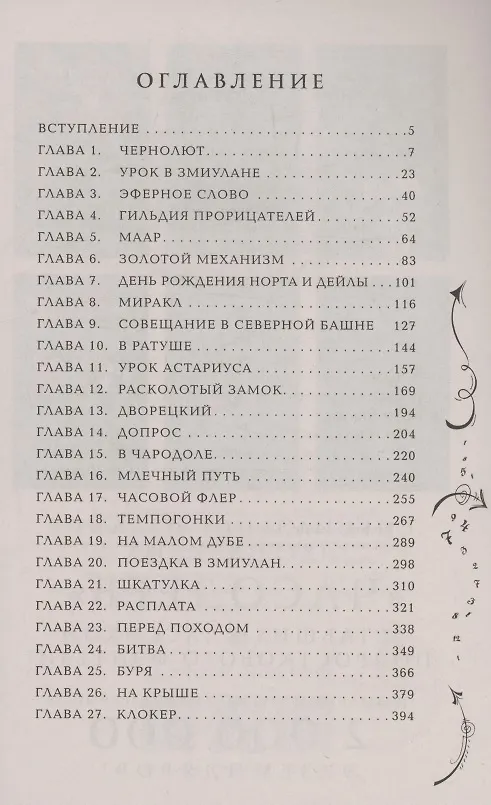 ОГЛАВЛЕНИЕ
ВСТУПЛЕНИЕ . . . . . . . . . . . . . . . . . . . . . . . . . . . . . 5
ГЛАВА 1. ЧЕРНОЛЮТ. . . . . . . . . . . . . . . . . . . . . . . 7
ГЛАВА 2. УРОК В ЗМИУЛАНЕ . . . . . . . . . . . . . . . . 23
ГЛАВА 3. ЭФЕРНОЕ СЛОВО . . . . . . . . . . . . . . . . . 40
ГЛАВА 4. ГИЛЬДИЯ ПРОРИЦАТЕЛЕЙ. . . . . . . . . . 52
ГЛАВА 5. МААР. . . . . . . . . . . . . . . . . . . . . . . . . . . 64
ГЛАВА 6. ЗОЛОТОЙ МЕХАНИЗМ . . . . . . . . . . . . . 83
ГЛАВА 7. ДЕНЬ РОЖДЕНИЯ НОРТА И ДЕЙЛЫ . . . 101
ГЛАВА 8. МИРАКЛ . . . . . . . . . . . . . . . . . . . . . . . . 116
ГЛАВА 9. СОВЕЩАНИЕ В СЕВЕРНОЙ БАШНЕ 127
ГЛАВА 10. В РАТУШЕ . . . . . . . . . . . . . . . . . . . . . . . 144
ГЛАВА 11. УРОК АСТАРИУСА . . . . . . . . . . . . . . . . 157
ГЛАВА 12. РАСКОЛОТЫЙ ЗАМОК. . . . . . . . . . . . . 169
ГЛАВА 13. ДВОРЕЦКИЙ. . . . . . . . . . . . . . . . . . . . . 194
ГЛАВА 14. ДОПРОС . . . . . . . . . . . . . . . . . . . . . . . . 204
ГЛАВА 15. В ЧАРОДОЛЕ. . . . . . . . . . . . . . . . . . . . . 220
ГЛАВА 16. МЛЕЧНЫЙ ПУТЬ . . . . . . . . . . . . . . . . . 240
ГЛАВА 17. ЧАСОВОЙ ФЛЕР. . . . . . . . . . . . . . . . . . 255
ГЛАВА 18. ТЕМПОГОНКИ . . . . . . . . . . . . . . . . . . . 267
ГЛАВА 19. НА МАЛОМ ДУБЕ . . . . . . . . . . . . . . . . . 289
ГЛАВА 20. ПОЕЗДКА В ЗМИУЛАН. . . . . . . . . . . . . 298
ГЛАВА 21. ШКАТУЛКА . . . . . . . . . . . . . . . . . . . . . . 310
ГЛАВА 22. РАСПЛАТА . . . . . . . . . . . . . . . . . . . . . . 321
ГЛАВА 23. ПЕРЕД ПОХОДОМ . . . . . . . . . . . . . . . . 338
ГЛАВА 24. БИТВА . . . . . . . . . . . . . . . . . . . . . . . . . 349
ГЛАВА 25. БУРЯ . . . . . . . . . . . . . . . . . . . . . . . . . . 366
ГЛАВА 26. НА КРЫШЕ . . . . . . . . . . . . . . . . . . . . . . 379
ГЛАВА 27. КЛОКЕР. . . . . . . . . . . . . . . . . . . . . . . . 394